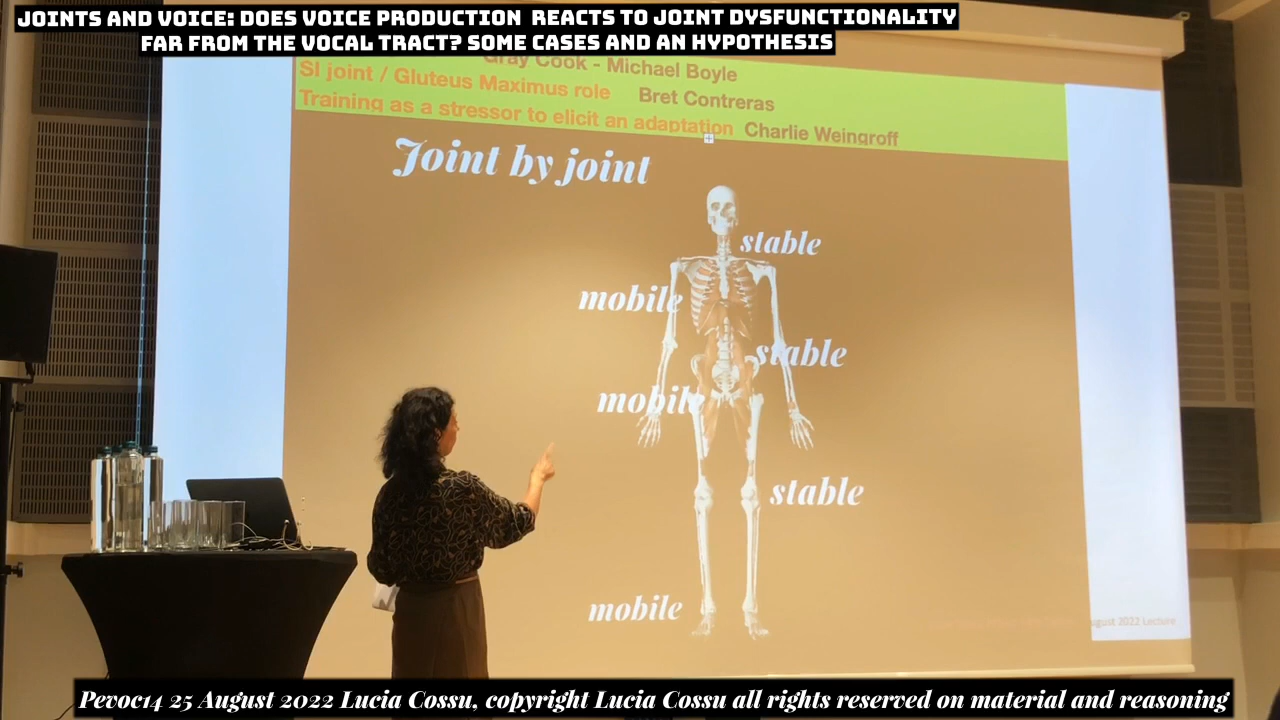 JOINTS AND VOICE: DOES VOICE PRODUCTION REACTS TO JOINT DYSFUNCTIONALITY
FAR FROM THE VOCAL TRACT? SOME CASES AND AN HYPOTHESIS
Gray Cook - Michael Boyle
SI joint / Gluteus Maximus role Bret Contreras
Training as a stressor to elicit an adaptation Charlie Weingroff
Joint by joint
stable
mobile
stable
mobile
stable
mobile
August 2022 Lecture
Pevoc14 25 August 2022 Lucia Cossu, copyright Lucia Cossu all rights reserved on material and reasoning